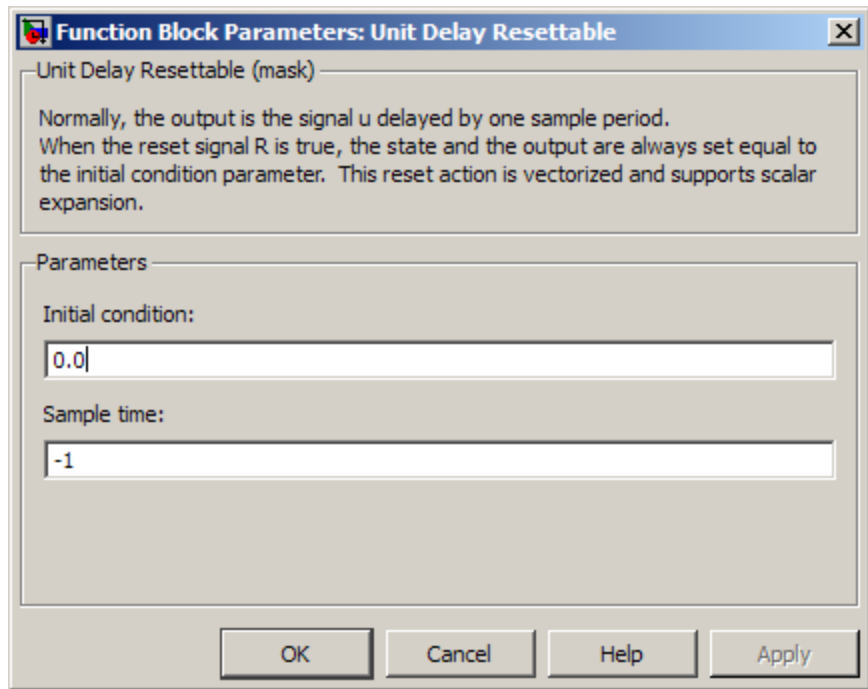 Function Block Parameters: Unit Delay Resettable
Unit Delay Resettable (mask)
Normally, the output is the signal u delayed by one sample period.
When the reset signal R is true, the state and the output are always set equal to
the initial condition parameter.  This reset action is vectorized and supports scalar
expansion.
Parameters
Initial condition:
0.0
Sample time:
-1
OK
Cancel
Help
Apply